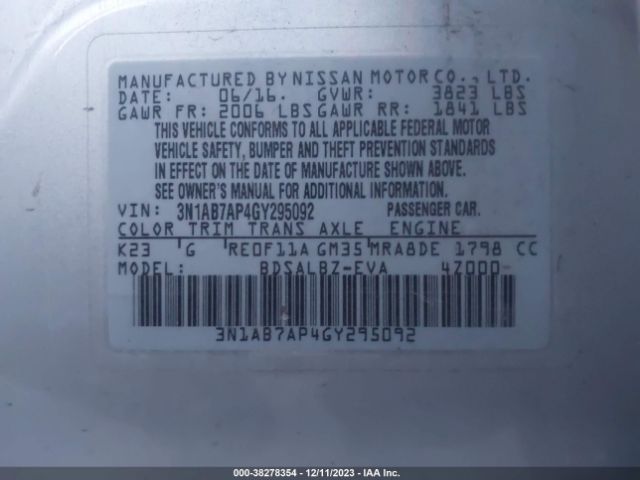 MANUFACTURED BY NISSAN MOTOR CO., LTD.
DATE: 06/16. GVWR: 3823 LBS
GAWR FR: 2006 LBS GAWR RR: 1841 LBS
THIS VEHICLE CONFORMS TO ALL APPLICABLE FEDERAL MOTOR
VEHICLE SAFETY, BUMPER AND THEFT PREVENTION STANDARDS
IN EFFECT ON THE DATE OF MANUFACTURE SHOWN ABOVE.
SEE OWNER'S MANUAL FOR ADDITIONAL INFORMATION.
VIN: 3N1AB7AP4GY295092 PASSENGER CAR.
COLOR TRIM TRANS AXLE ENGINE
K23 'G RE0F11A GM35 MRA8DE 1798 CC
MODEL: BDSALBZ-EVA 4Z000-
3N1AB7AP4GY295092
000-38278354 - 12/11/2023 - IAAI